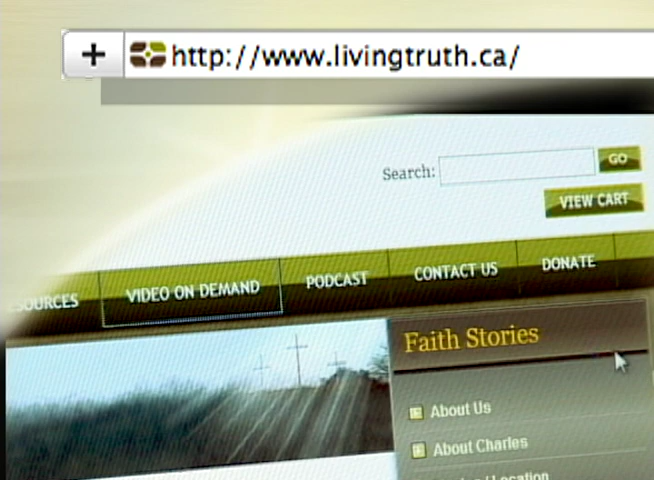 http://www.livingtruth.ca/
Search:
GO
VIEW CART
VIDEO ON DEMAND
PODCAST
CONTACT US
DONATE
Faith Stories
About Us
About Charles
Location